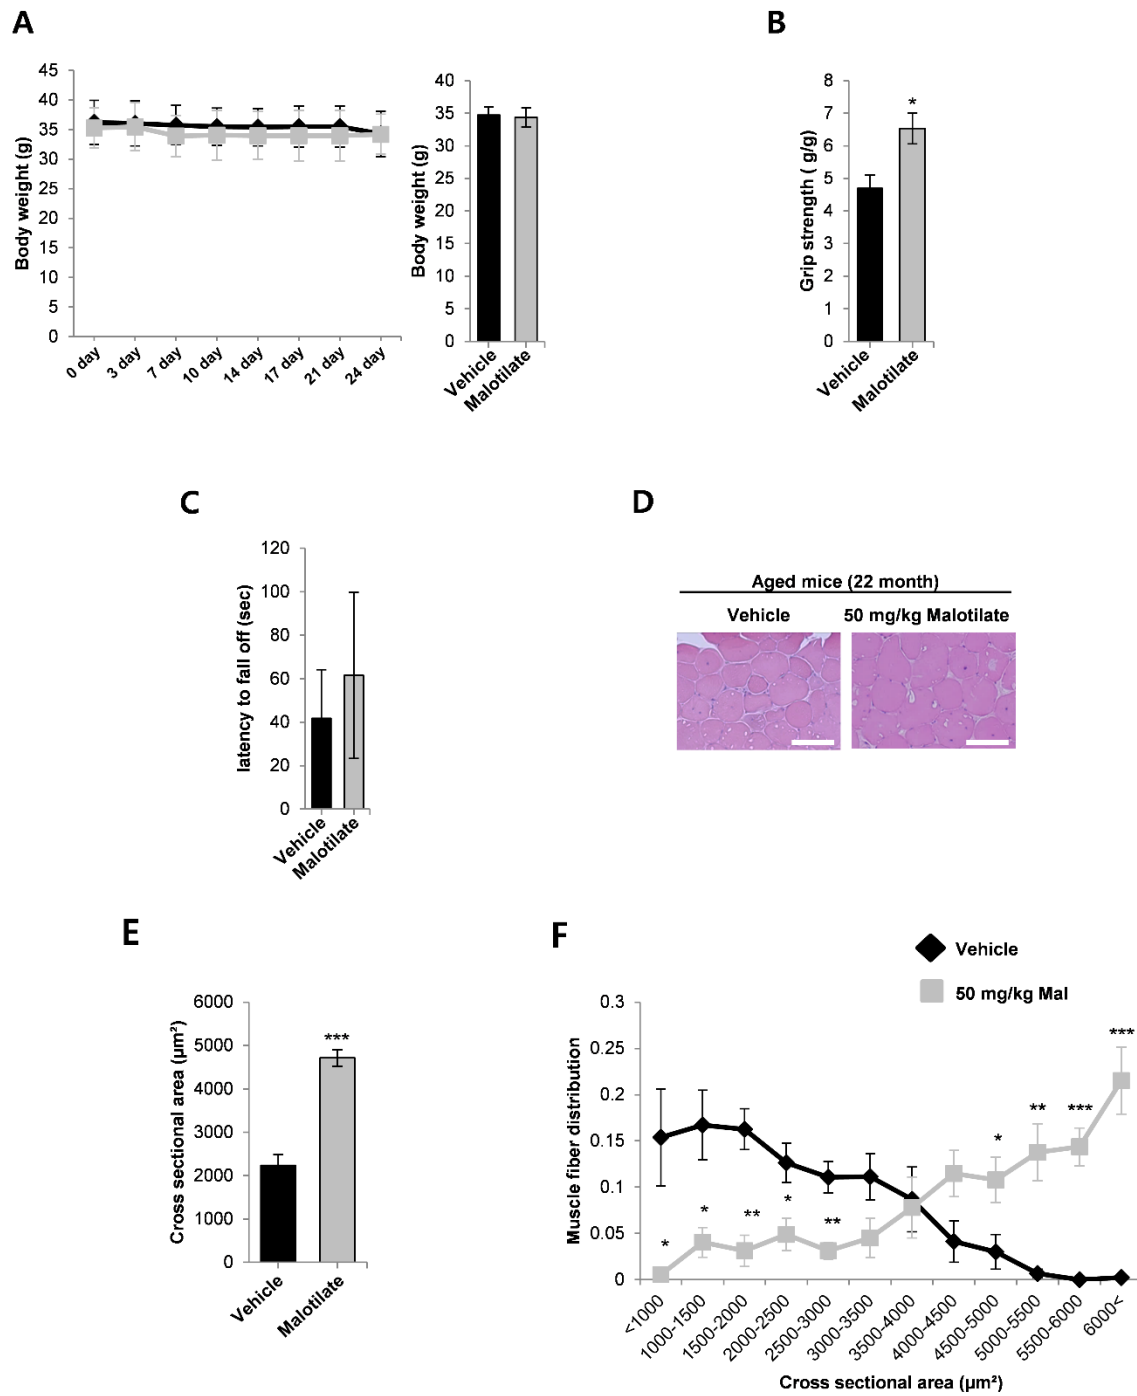 A
B
45
40
35
30
25
20
15
10
5
0
Body weight (g)
0 day
3 day
7 day
10 day
14 day
17 day
21 day
24 day
40
35
30
25
20
15
10
5
0
Body weight (g)
Vehicle
Malotilate
8
7
6
5
4
3
2
1
0
Grip strength ( g/g)
*
Vehicle
Malotilate
C
D
120
100
80
60
40
20
0
latency to fall off (sec)
Vehicle
Malotilate
Aged mice (22 month)
Vehicle 50 mg/kg Malotilate
E
F
6000
5000
4000
3000
2000
1000
0
Cross sectional area (µm²)
***
Vehicle
Malotilate
Vehicle
50 mg/kg Mal
0.3
0.25
0.2
0.15
0.1
0.05
0
Muscle fiber distribution
*
*
**
*
**
*
**
***
***
<1000
1000-1500
1500-2000
2000-2500
2500-3000
3000-3500
3500-4000
4000-4500
4500-5000
5000-5500
5500-6000
6000<
Cross sectional area (µm²)